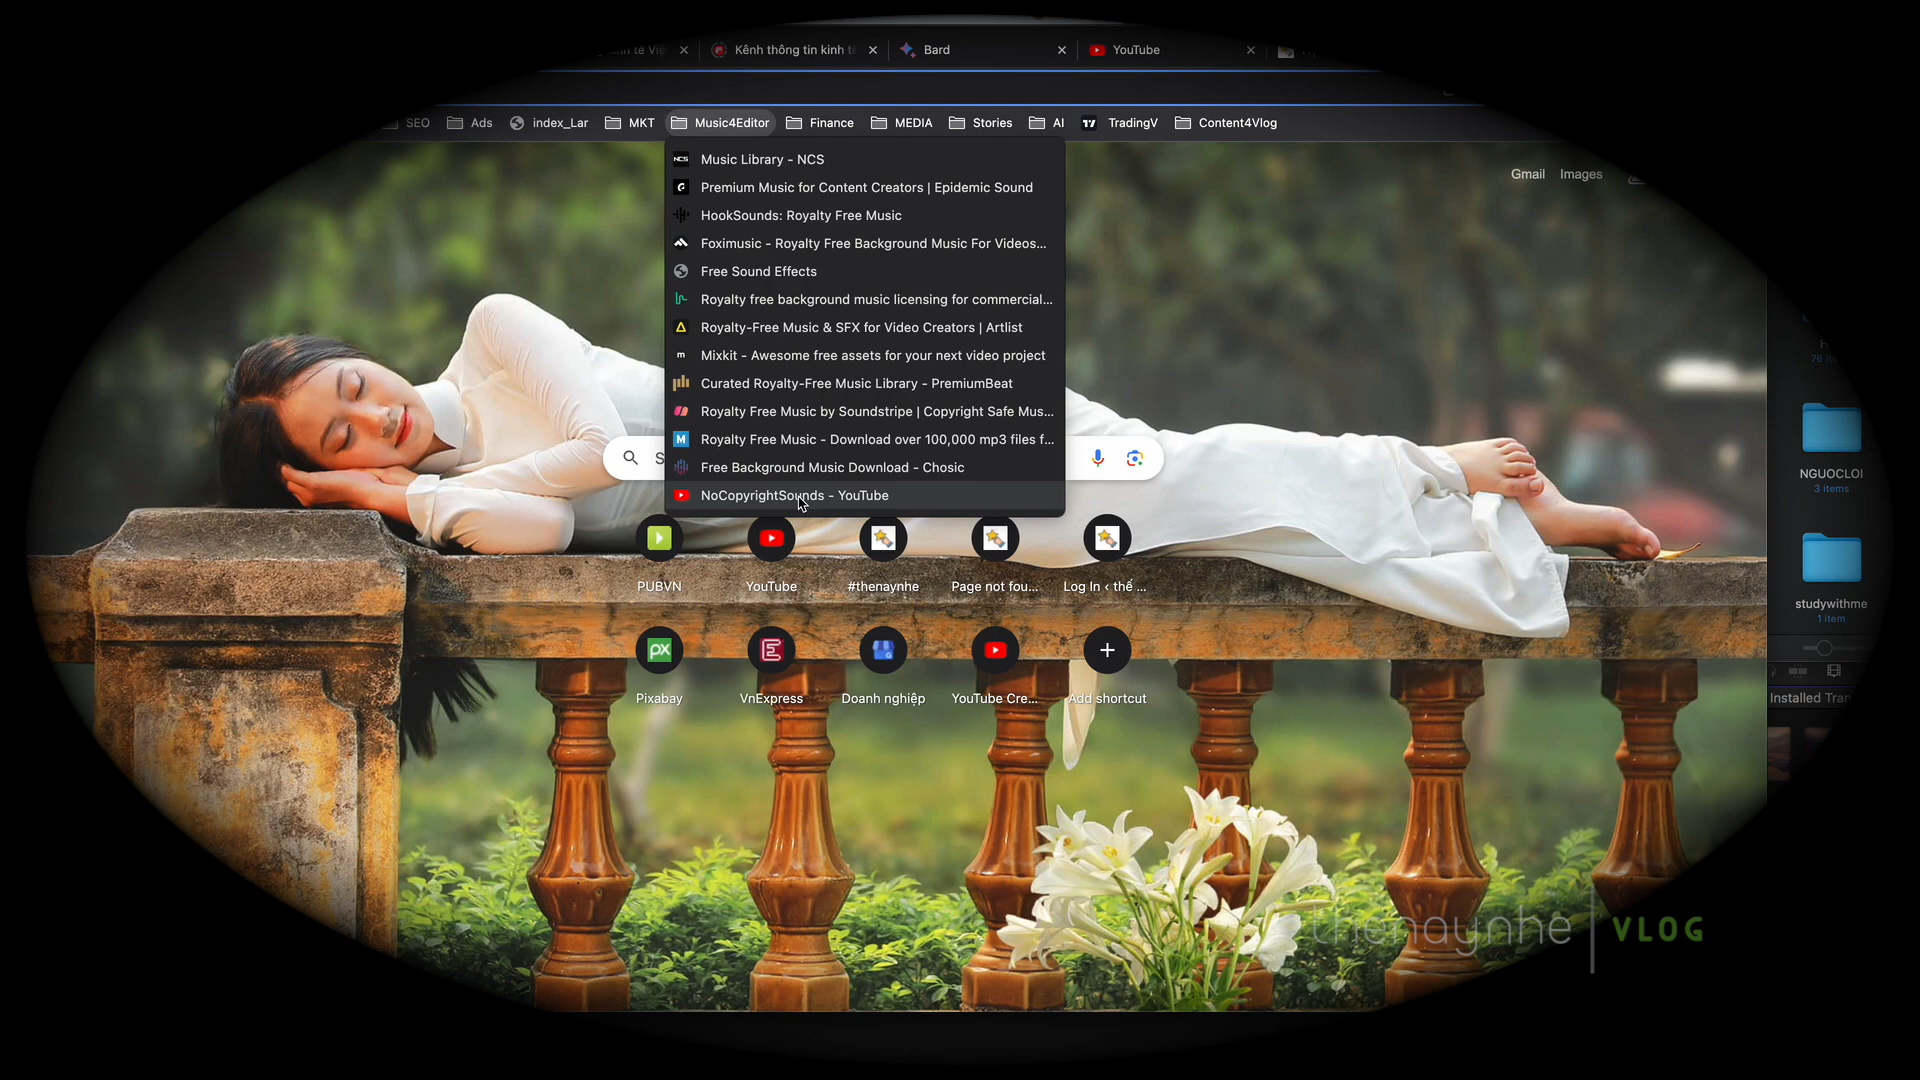 Kênh thông tin kinh t
Bard
YouTube
SEO
Ads
index_Lar
MKT
Music4Editor
Finance
MEDIA
Stories
AI
TradingV
Content4Vlog
Gmail
Images
Music Library - NCS
Premium Music for Content Creators | Epidemic Sound
HookSounds: Royalty Free Music
Foximusic - Royalty Free Background Music For Videos...
Free Sound Effects
Royalty free background music licensing for commercial...
Royalty-Free Music & SFX for Video Creators | Artlist
Mixkit - Awesome free assets for your next video project
Curated Royalty-Free Music Library - PremiumBeat
Royalty Free Music by Soundstripe | Copyright Safe Mus...
Royalty Free Music - Download over 100,000 mp3 files f...
Free Background Music Download - Chosic
NoCopyrightSounds - YouTube
PUBVN
YouTube
#thenaynhe
Page not fou...
Log In ‹ thế ...
Pixabay
VnExpress
Doanh nghiệp
YouTube Cre...
Add shortcut
NGUOCLOI
3 items
studywithme
1 item
Installed Tran
thenaynhe | VLOG